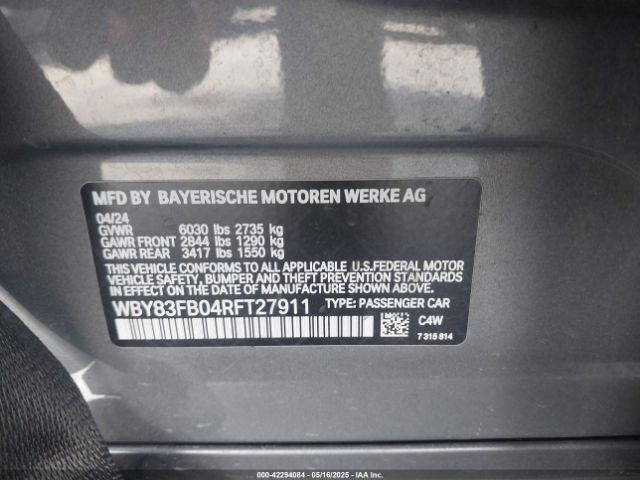 MFD BY BAYERISCHE MOTOREN WERKE AG
04/24
GVWR 6030 lbs 2735 kg
GAWR FRONT 2844 lbs 1290 kg
GAWR REAR 3417 lbs 1550 kg
THIS VEHICLE CONFORMS TO ALL APPLICABLE U.S.FEDERAL MOTOR
VEHICLE SAFETY, BUMPER AND THEFT PREVENTION STANDARDS
IN EFFECT ON THE DATE OF MANUFACTURE SHOWN ABOVE.
WBY83FB04RFT27911 TYPE: PASSENGER CAR
C4W
7 315 814
000-42294084 - 05/16/2025 - IAAI.com